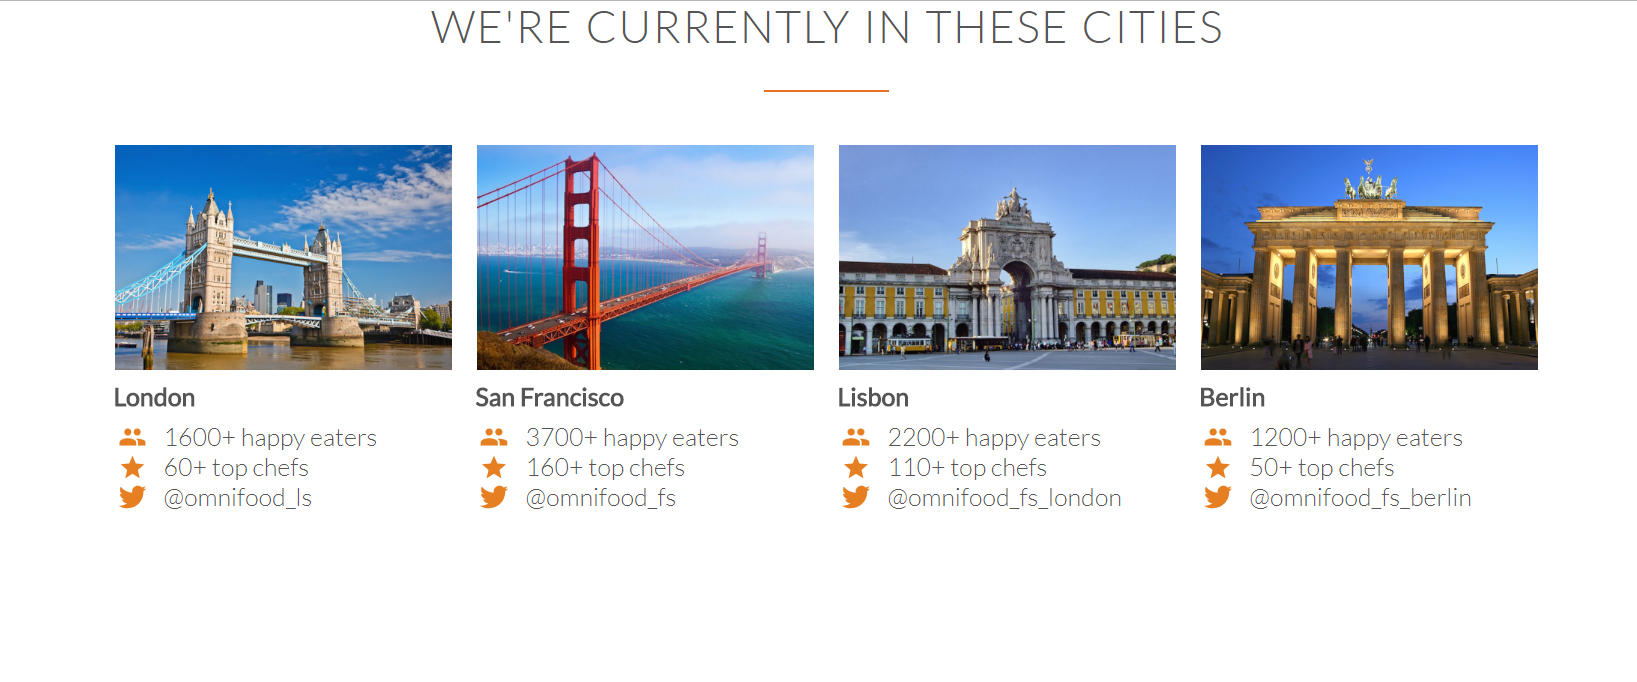 WE'RE CURRENTLY IN THESE CITIES
London
1600+ happy eaters
60+ top chefs
@omnifood_ls
San Francisco
3700+ happy eaters
160+ top chefs
@omnifood_fs
Lisbon
2200+ happy eaters
110+ top chefs
@omnifood_fs_london
Berlin
1200+ happy eaters
50+ top chefs
@omnifood_fs_berlin